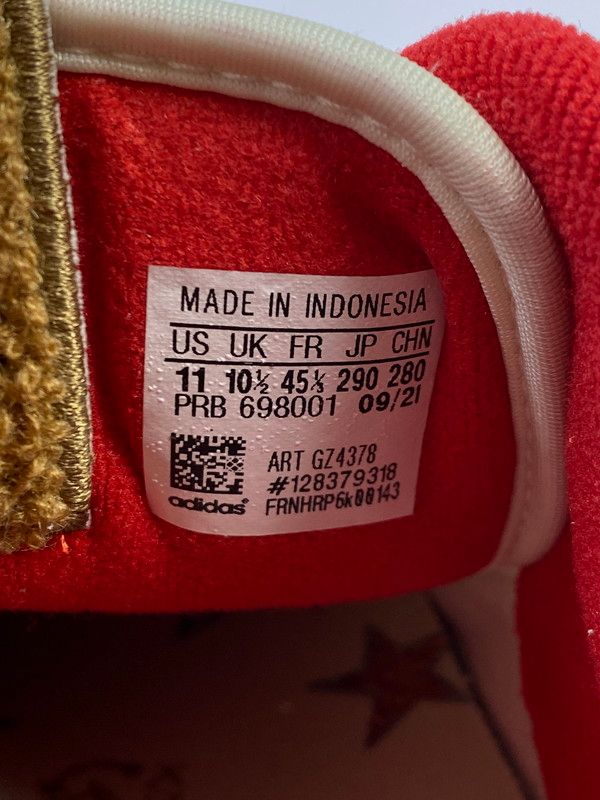 MADE IN INDONESIA
US UK FR JP CHN
11 10½ 45⅓ 290 280
PRB 698001 09/21
ART GZ4378
#128379318
adidas FRNHRP6k00143